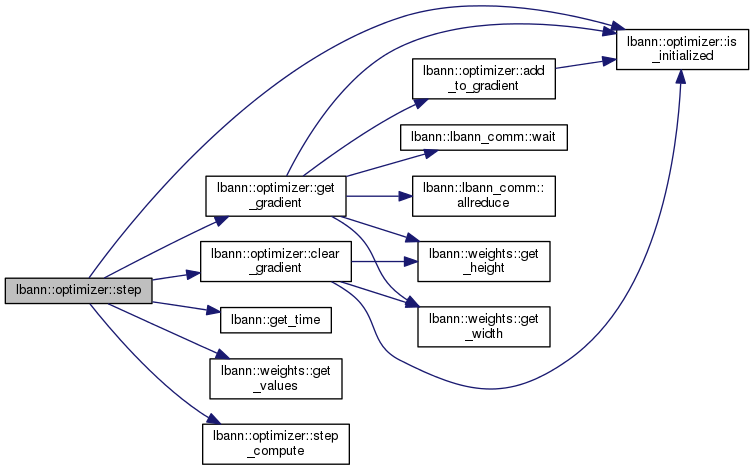 lbann::optimizer::is
_initialized
lbann::optimizer::add
_to_gradient
lbann::lbann_comm::wait
lbann::optimizer::get
_gradient
lbann::lbann_comm::
allreduce
lbann::optimizer::clear
_gradient
lbann::weights::get
_height
lbann::optimizer::step
lbann::get_time
lbann::weights::get
_width
lbann::weights::get
_values
lbann::optimizer::step
_compute